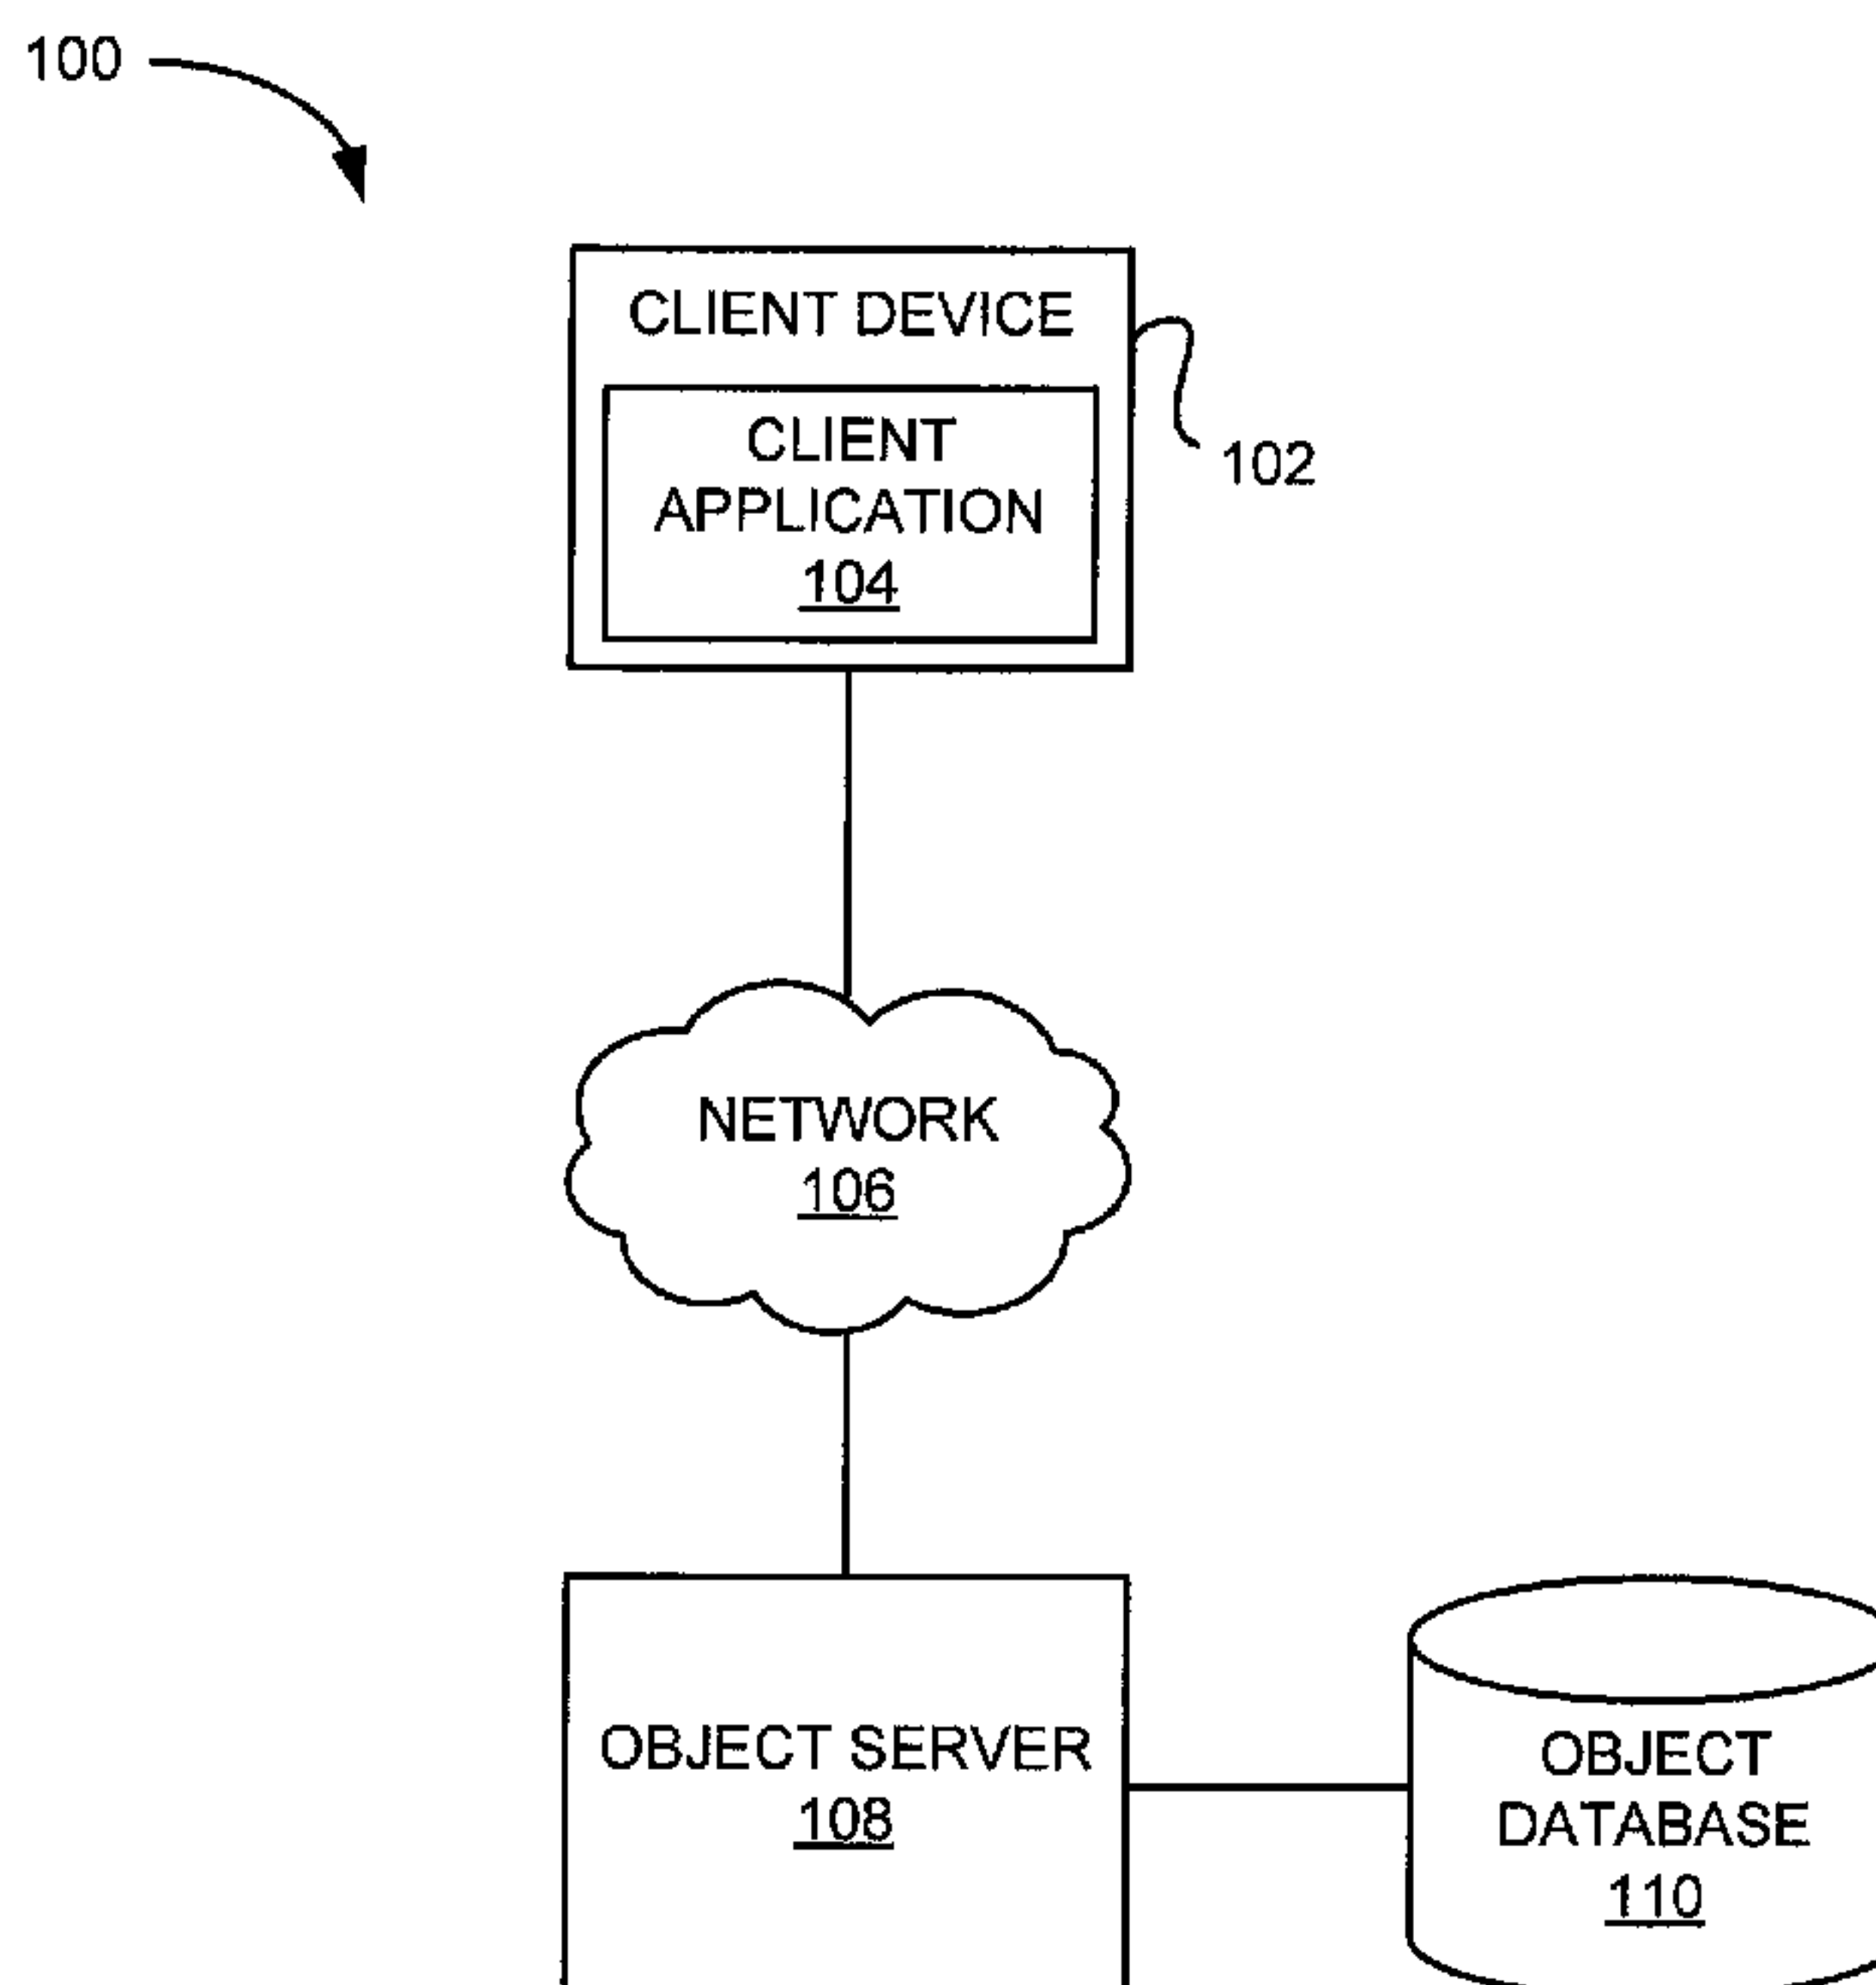 100
CLIENT DEVICE
CLIENT
APPLICATION
104
102
NETWORK
106
OBJECT SERVER
108
OBJECT
DATABASE
110